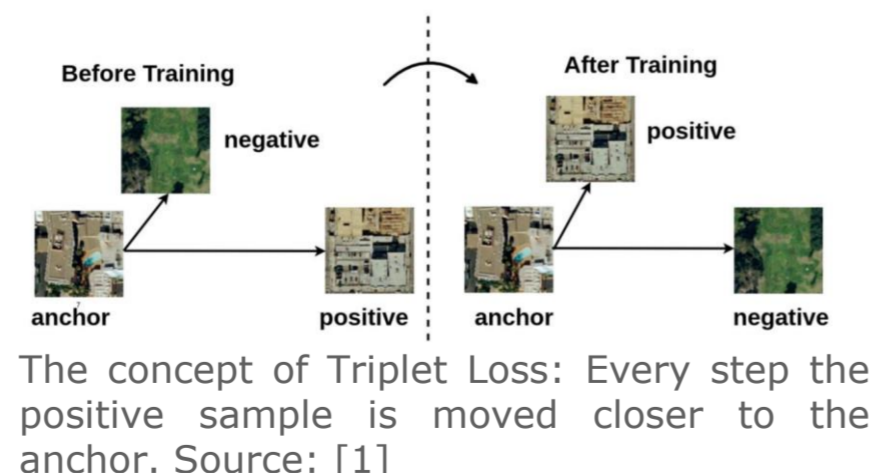 Before Training
After Training
negative
positive
anchor
positive
anchor
negative
The concept of Triplet Loss: Every step the
positive sample is moved closer to the
anchor. Source: [1]